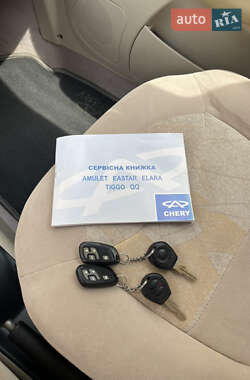 auto RIA
СЕРВІСНА КНИЖКА
AMULET EASTAR ELARA
TIGGO QQ
CHERY